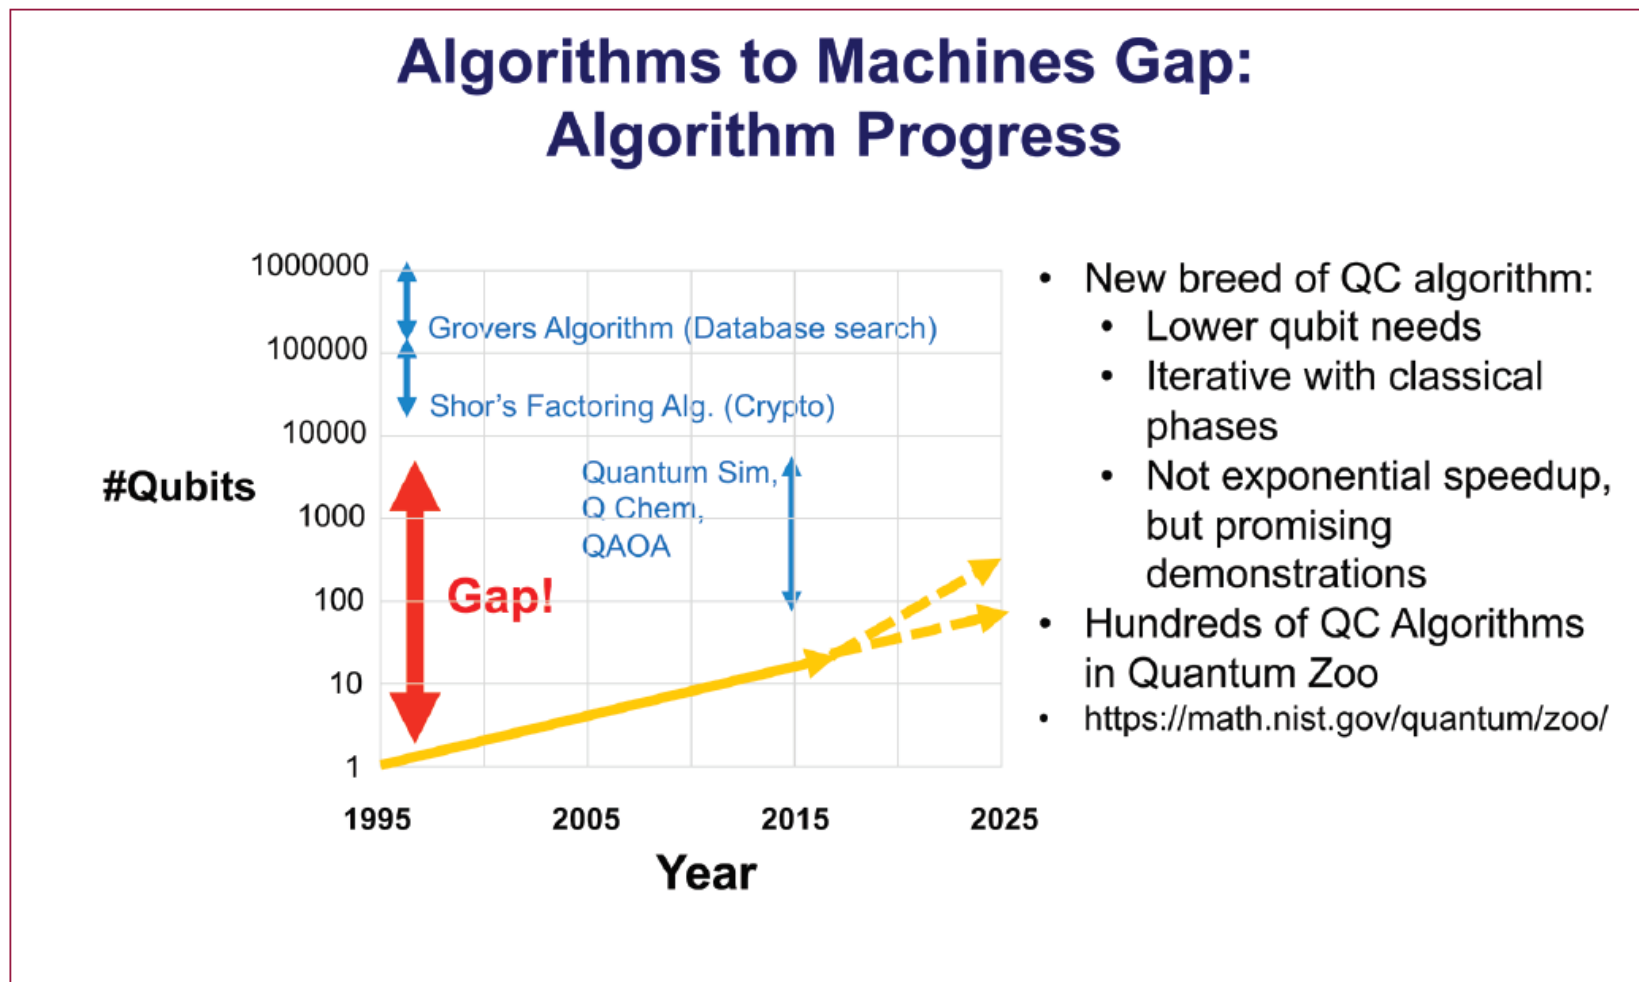 Algorithms to Machines Gap:
Algorithm Progress
1000000
100000
10000
1000
100
10
1
#Qubits
Grovers Algorithm (Database search)
Shor's Factoring Alg. (Crypto)
Quantum Sim,
Q Chem,
QAOA
Gap!
1995
2005
2015
2025
Year
• New breed of QC algorithm:
• Lower qubit needs
• Iterative with classical
phases
• Not exponential speedup,
but promising
demonstrations
• Hundreds of QC Algorithms
in Quantum Zoo
• https://math.nist.gov/quantum/zoo/